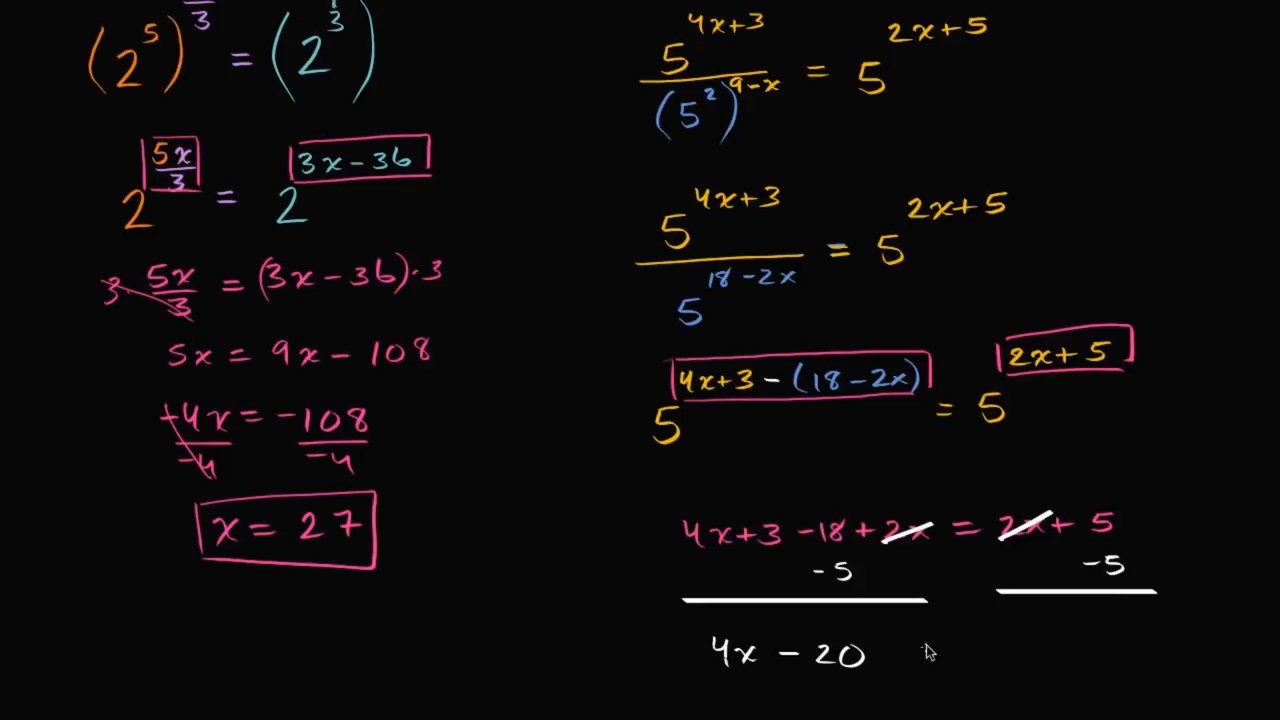 (2^5)^{‾/3} = (2^{1/3})
2^{5x/3} = 2^{3x-36}
3 · 5x/3 = (3x - 36) · 3
5x = 9x - 108
-4x = -108
-4 -4
x = 27
5^{4x+3}/(5^2)^{9-x} = 5^{2x+5}
5^{4x+3}/5^{18-2x} = 5^{2x+5}
5^{4x+3-(18-2x)} = 5^{2x+5}
4x+3 -18 +2x = 2x + 5
-5 -5
4x - 20